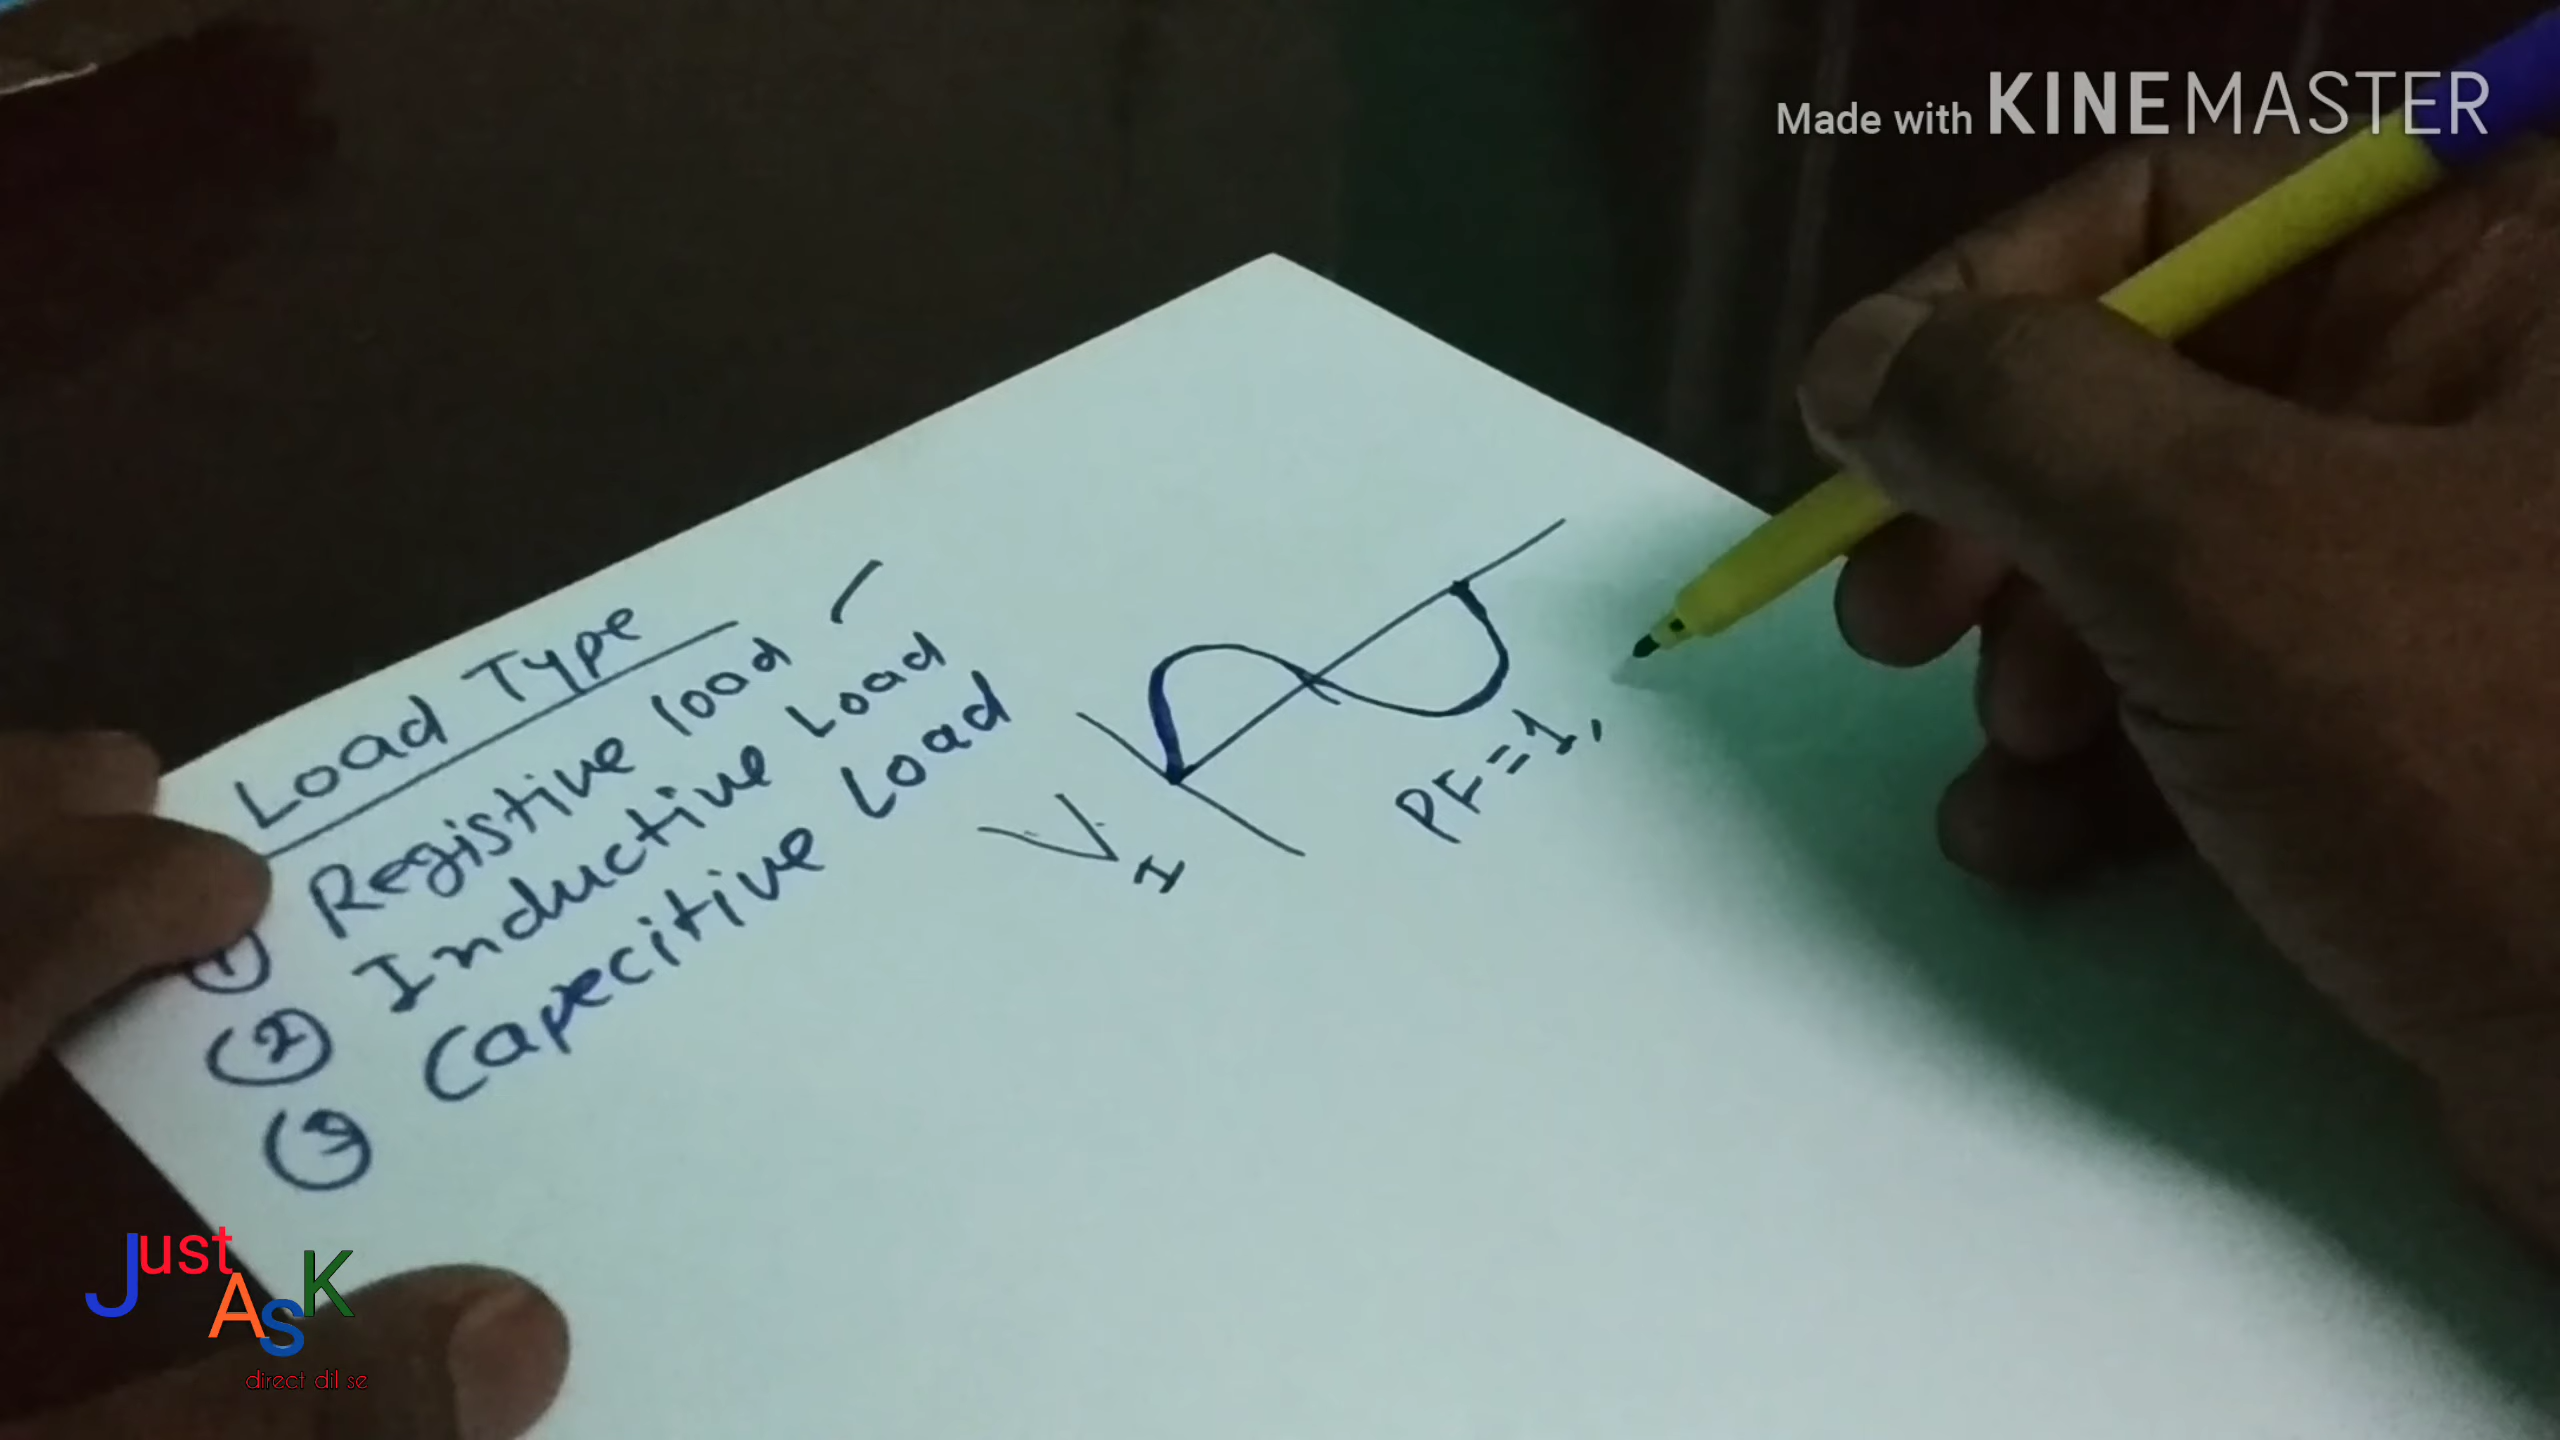 Made with KINEMASTER
Load Type
① Registive load
② Inductive Load
③ Capecitive Load
V
I
PF=1,
Just
AsK
direct dil se